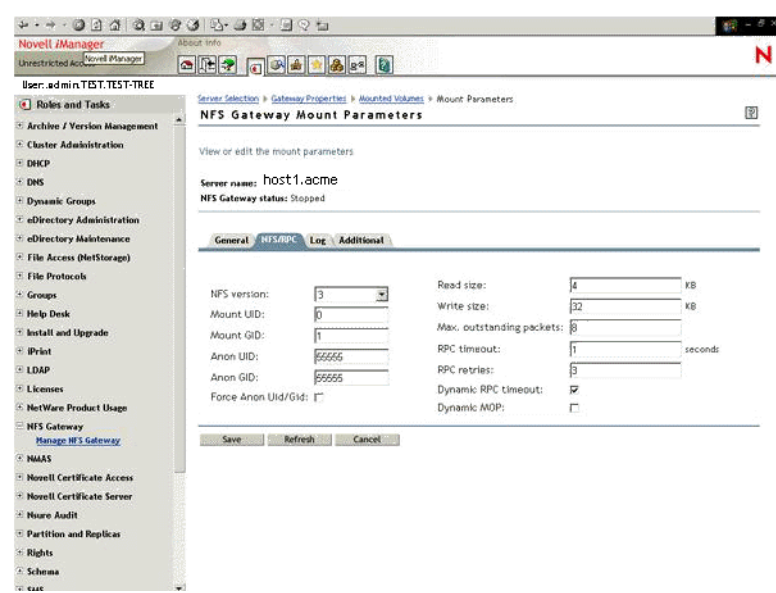 Novell iManager
About Info
Unrestricted Acc
Novell iManager
N
User: admin.TEST.TEST-TREE
Roles and Tasks
Archive / Version Management
Cluster Administration
DHCP
DNS
Dynamic Groups
eDirectory Administration
eDirectory Maintenance
File Access (NetStorage)
File Protocols
Groups
Help Desk
Install and Upgrade
iPrint
LDAP
Licenses
NetWare Product Usage
NFS Gateway
Manage NFS Gateway
NMAS
Novell Certificate Access
Novell Certificate Server
Nsure Audit
Partition and Replicas
Rights
Schema
SMS
Server Selection Gateway Properties Mounted Volumes Mount Parameters
NFS Gateway Mount Parameters
?
View or edit the mount parameters
Server name: host1.acme
NFS Gateway status: Stopped
General NFS/RPC Log Additional
NFS version: 3
Mount UID: 0
Mount GID: 1
Anon UID: 55555
Anon GID: 55555
Force Anon Uid/Gid:
Read size: 4 KB
Write size: 32 KB
Max. outstanding packets: 8
RPC timeout: 1 seconds
RPC retries: 3
Dynamic RPC timeout:
Dynamic MOP:
Save Refresh Cancel